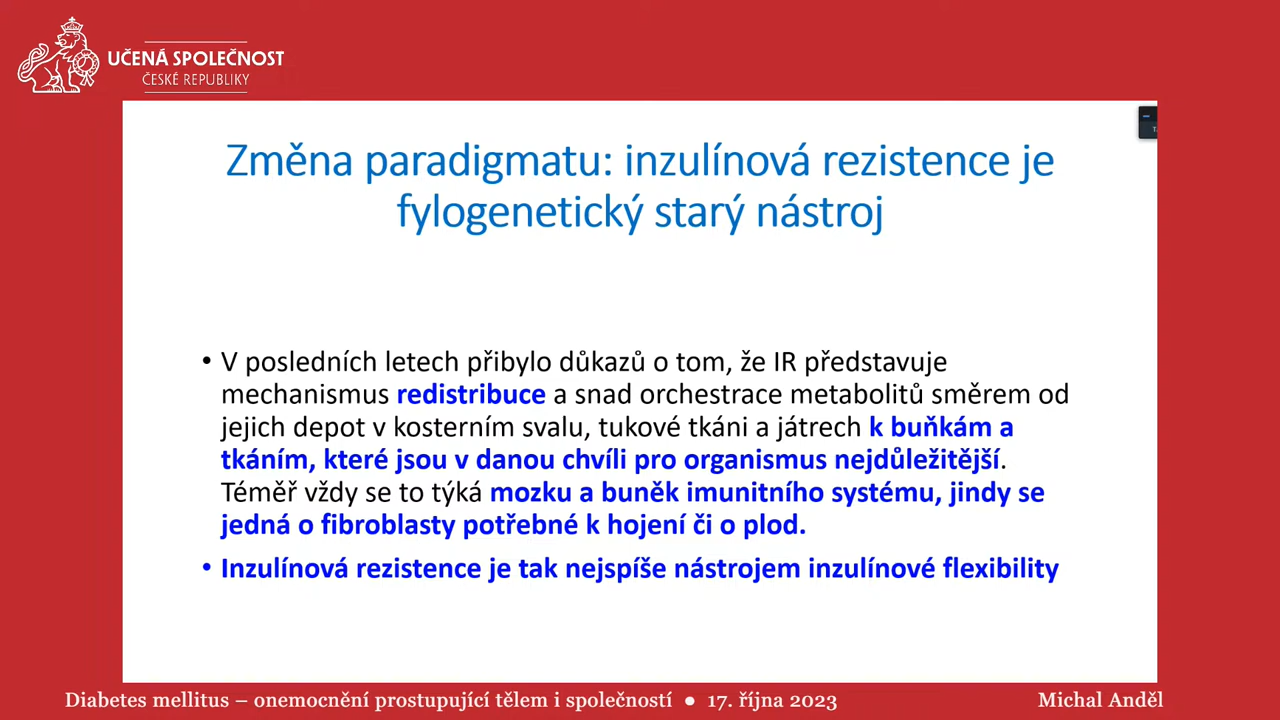 UČENÁ SPOLEČNOST
ČESKÉ REPUBLIKY
Změna paradigmatu: inzulínová rezistence je
fylogenetický starý nástroj
• V posledních letech přibylo důkazů o tom, že IR představuje
mechanismus redistribuce a snad orchestrace metabolitů směrem od
jejich depot v kosterním svalu, tukové tkáni a játrech k buňkám a
tkáním, které jsou v danou chvíli pro organismus nejdůležitější.
Téměř vždy se to týká mozku a buněk imunitního systému, jindy se
jedná o fibroblasty potřebné k hojení či o plod.
• Inzulínová rezistence je tak nejspíše nástrojem inzulínové flexibility
Diabetes mellitus – onemocnění prostupující tělem i společností ● 17. října 2023 Michal Anděl